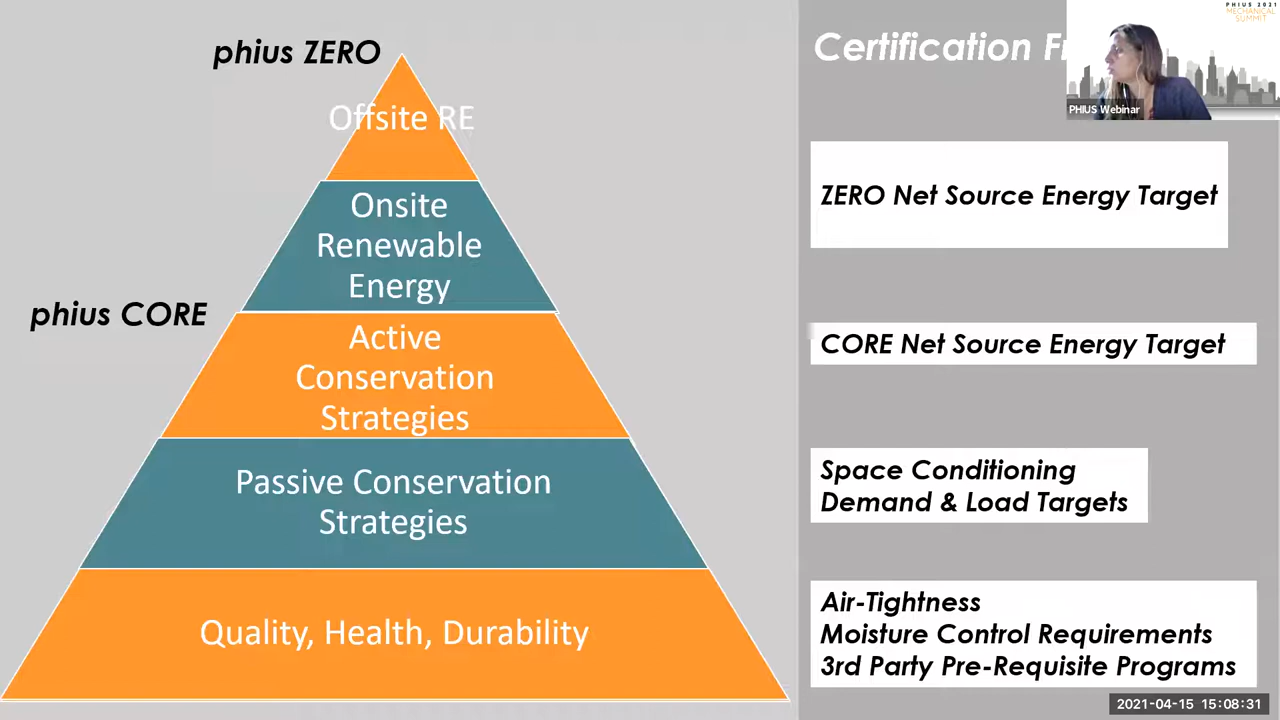 phius ZERO
Offsite RE
Onsite
Renewable
Energy
phius CORE
Active
Conservation
Strategies
Passive Conservation
Strategies
Quality, Health, Durability
Certification
PHIUS 2021
MECHANICAL
SUMMIT
PHIUS Webinar
ZERO Net Source Energy Target
CORE Net Source Energy Target
Space Conditioning
Demand & Load Targets
Air-Tightness
Moisture Control Requirements
3rd Party Pre-Requisite Programs
2021-04-15 15:08:31